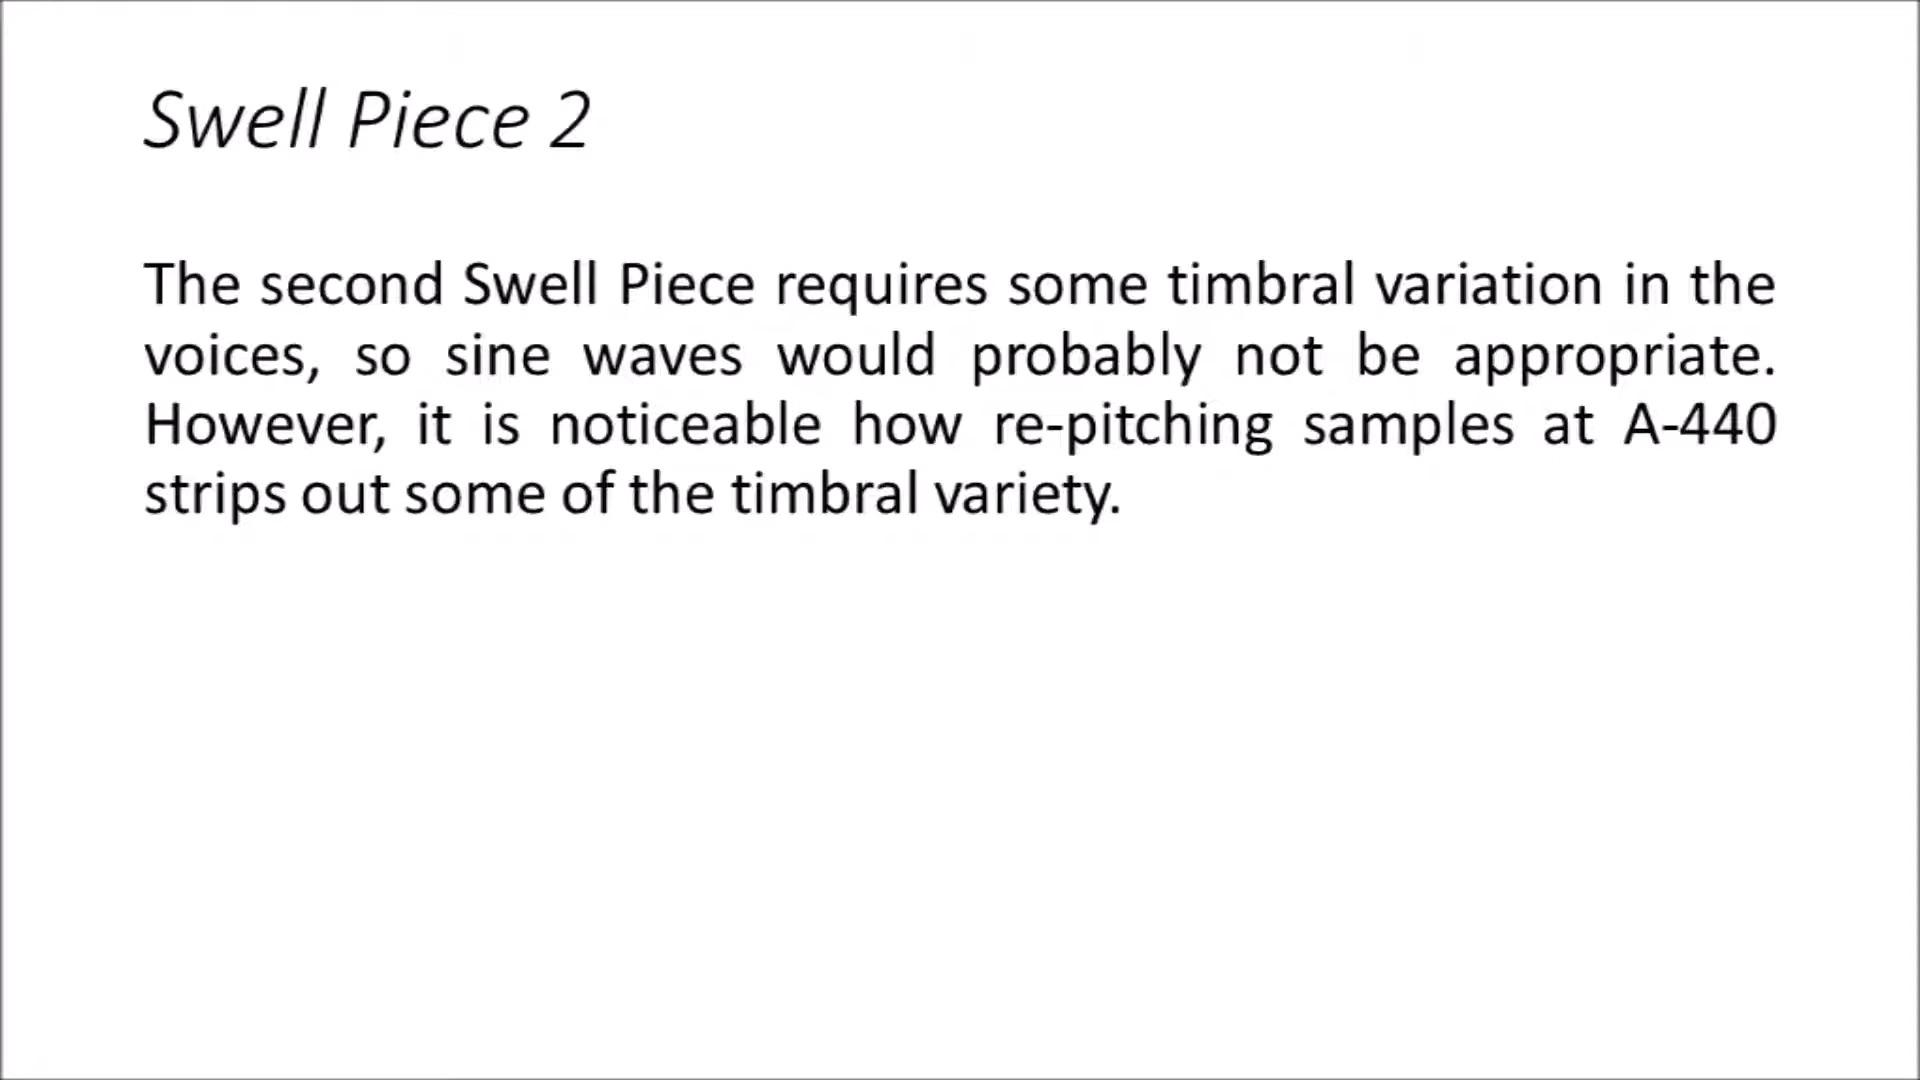 Swell Piece 2
The second Swell Piece requires some timbral variation in the
voices, so sine waves would probably not be appropriate.
However, it is noticeable how re-pitching samples at A-440
strips out some of the timbral variety.